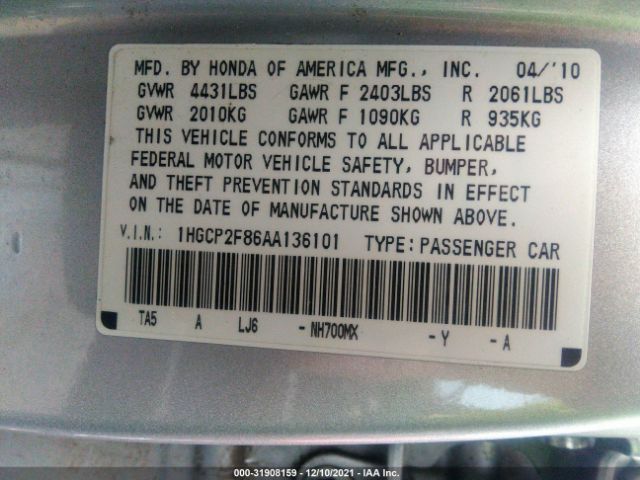 MFD. BY HONDA OF AMERICA MFG., INC. 04/'10
GVWR 4431LBS GAWR F 2403LBS R 2061LBS
GVWR 2010KG GAWR F 1090KG R 935KG
THIS VEHICLE CONFORMS TO ALL APPLICABLE
FEDERAL MOTOR VEHICLE SAFETY, BUMPER,
AND THEFT PREVENTION STANDARDS IN EFFECT
ON THE DATE OF MANUFACTURE SHOWN ABOVE.
V.I.N.: 1HGCP2F86AA136101 TYPE: PASSENGER CAR
TA5 A LJ6 -NH700MX -Y -A
000-31908159 - 12/10/2021 - IAA Inc.